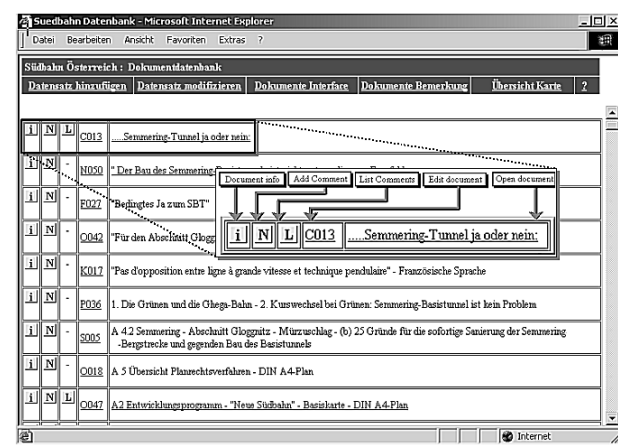 Suedbahn Datenbank - Microsoft Internet Explorer
Datei Bearbeiten Ansicht Favoriten Extras ?
Südbahn Österreich : Dokumentdatenbank
Datensatz hinzufügen Datensatz modifizieren Dokumente Interface Dokumente Bemerkung Übersicht Karte ?
i N L C013 .....Semmering-Tunnel ja oder nein:
i N - N050 " Der Bau des Semmering-
Document info Add Comment List Comments Edit document Open document
i N - F027 "Bedingtes Ja zum SBT"
i N L C013 .....Semmering-Tunnel ja oder nein:
i N - O042 "Für den Abschnitt Glogg
i N - K017 "Pas d'opposition entre ligne à grande vitesse et technique pendulaire" - Französische Sprache
i N - P036 1. Die Grünen und die Ghega-Bahn - 2. Kurswechsel bei Grünen: Semmering-Basistunnel ist kein Problem
i N - S005 A 4.2 Semmering - Abschnitt Gloggnitz - Mürzuschlag - (b) 25 Gründe für die sofortige Sanierung der Semmering
-Bergstrecke und gegenden Bau des Basistunnels
i N - O018 A 5 Übersicht Planrechtsverfahren - DIN A4-Plan
i N L O047 A2 Entwicklungsprogramm - "Neue Südbahn" - Basiskarte - DIN A4-Plan
Internet